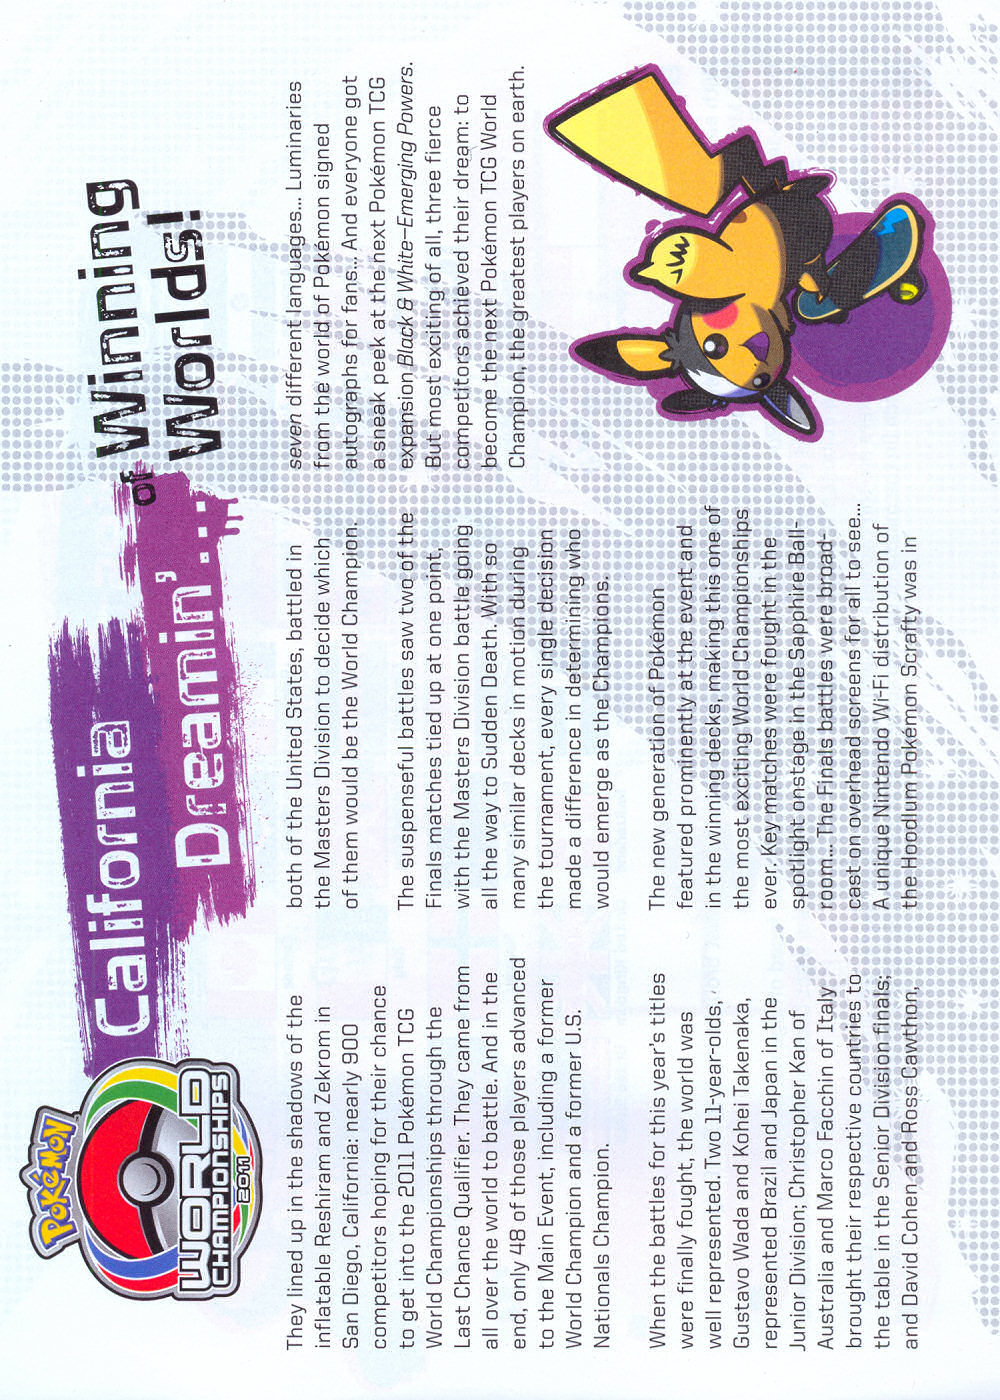 POKéMON
WORLD
CHAMPIONSHIPS
2011
California
Dreamin'...
of Winning
Worlds!
They lined up in the shadows of the
inflatable Reshiram and Zekrom in
San Diego, California: nearly 900
competitors hoping for their chance
to get into the 2011 Pokémon TCG
World Championships through the
Last Chance Qualifier. They came from
all over the world to battle. And in the
end, only 48 of those players advanced
to the Main Event, including a former
World Champion and a former U.S.
Nationals Champion.
When the battles for this year's titles
were finally fought, the world was
well represented. Two 11-year-olds,
Gustavo Wada and Kohei Takenaka,
represented Brazil and Japan in the
Junior Division; Christopher Kan of
Australia and Marco Facchin of Italy
brought their respective countries to
the table in the Senior Division finals;
and David Cohen and Ross Cawthon,
both of the United States, battled in
the Masters Division to decide which
of them would be the World Champion.
The suspenseful battles saw two of the
Finals matches tied up at one point,
with the Masters Division battle going
all the way to Sudden Death. With so
many similar decks in motion during
the tournament, every single decision
made a difference in determining who
would emerge as the Champions.
The new generation of Pokémon
featured prominently at the event and
in the winning decks, making this one of
the most exciting World Championships
ever. Key matches were fought in the
spotlight onstage in the Sapphire Ball-
room... The Finals battles were broad-
cast on overhead screens for all to see...
A unique Nintendo Wi-Fi distribution of
the Hoodlum Pokémon Scrafty was in
seven different languages... Luminaries
from the world of Pokémon signed
autographs for fans... And everyone got
a sneak peek at the next Pokémon TCG
expansion Black & White—Emerging Powers.
But most exciting of all, three fierce
competitors achieved their dream: to
become the next Pokémon TCG World
Champion, the greatest players on earth.